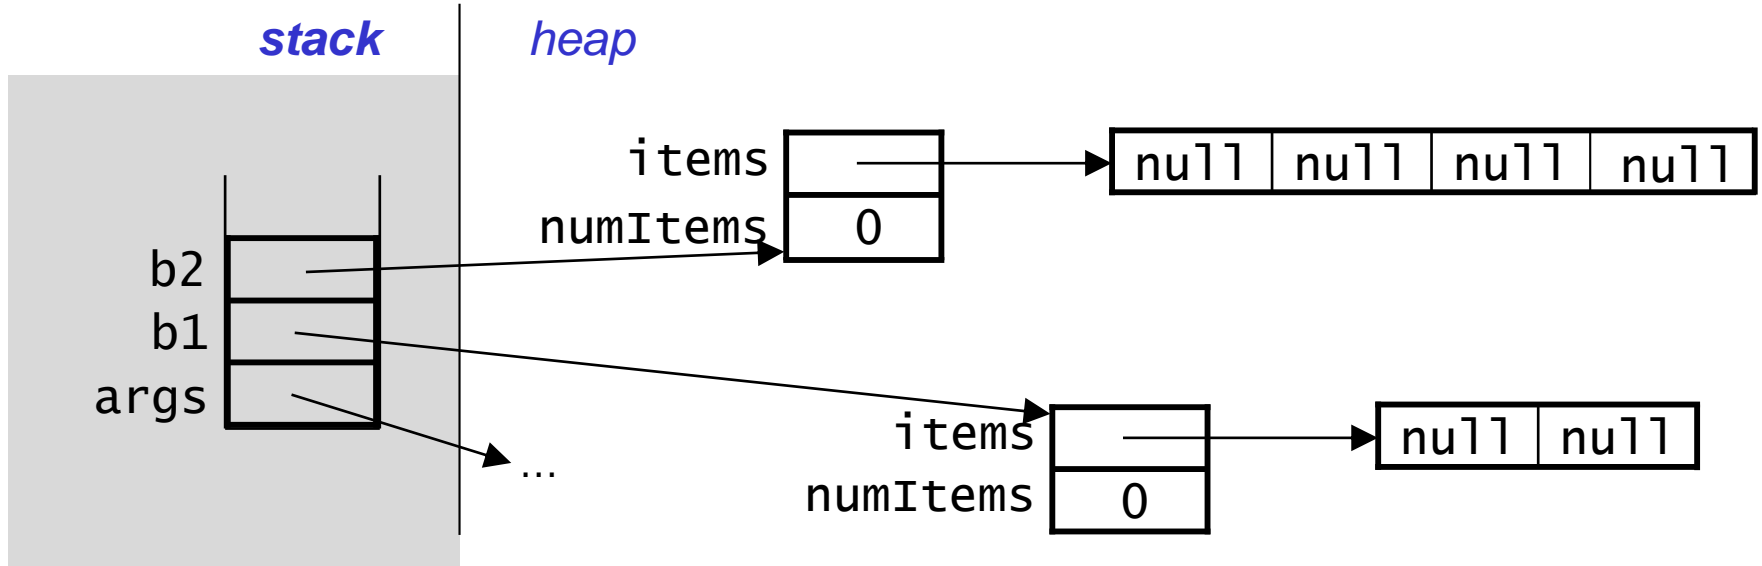 stack heap
items null null null null
numItems 0
b2
b1
args
items null null
...
numItems 0